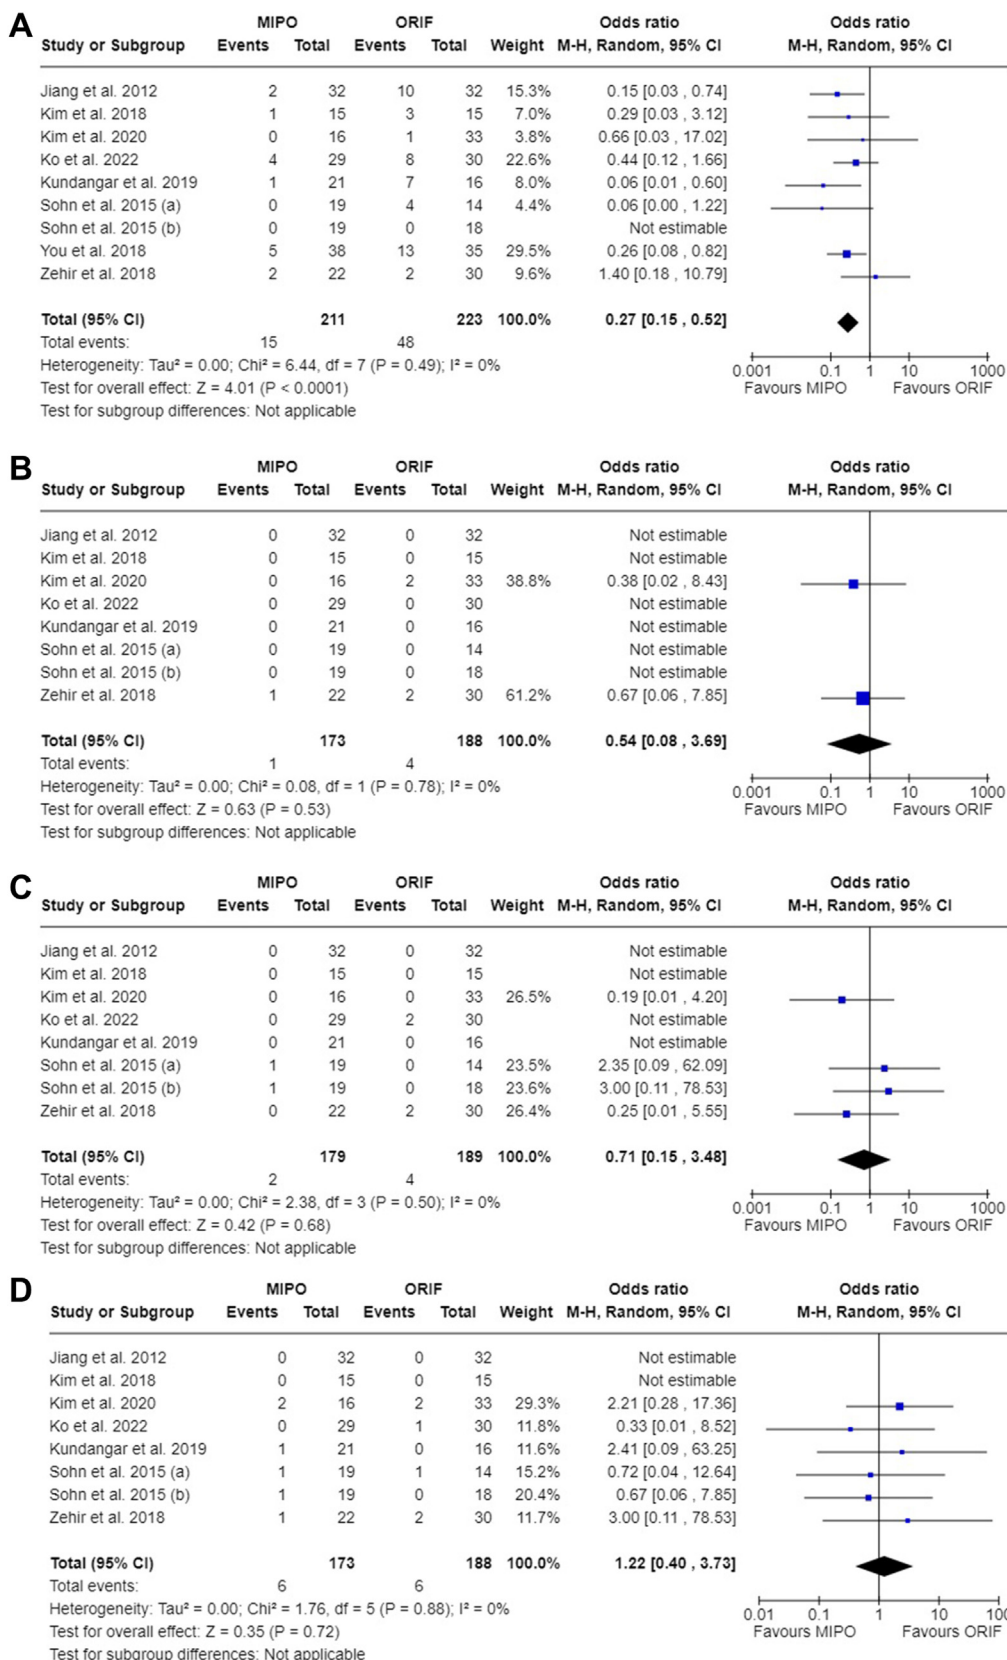 A
MIPO ORIF Odds ratio Odds ratio
Study or Subgroup Events Total Events Total Weight M-H, Random, 95% CI M-H, Random, 95% CI
Jiang et al. 2012 2 32 10 32 15.3% 0.15 [0.03 , 0.74]
Kim et al. 2018 1 15 3 15 7.0% 0.29 [0.03 , 3.12]
Kim et al. 2020 0 16 1 33 3.8% 0.66 [0.03 , 17.02]
Ko et al. 2022 4 29 8 30 22.6% 0.44 [0.12 , 1.66]
Kundangar et al. 2019 1 21 7 16 8.0% 0.06 [0.01 , 0.60]
Sohn et al. 2015 (a) 0 19 4 14 4.4% 0.06 [0.00 , 1.22]
Sohn et al. 2015 (b) 0 19 0 18 Not estimable
You et al. 2018 5 38 13 35 29.5% 0.26 [0.08 , 0.82]
Zehir et al. 2018 2 22 2 30 9.6% 1.40 [0.18 , 10.79]
Total (95% CI) 211 223 100.0% 0.27 [0.15 , 0.52]
Total events: 15 48
Heterogeneity: Tau² = 0.00; Chi² = 6.44, df = 7 (P = 0.49); I² = 0%
0.001 0.1 1 10 1000
Test for overall effect: Z = 4.01 (P < 0.0001)
Favours MIPO Favours ORIF
Test for subgroup differences: Not applicable
B
MIPO ORIF Odds ratio Odds ratio
Study or Subgroup Events Total Events Total Weight M-H, Random, 95% CI M-H, Random, 95% CI
Jiang et al. 2012 0 32 0 32 Not estimable
Kim et al. 2018 0 15 0 15 Not estimable
Kim et al. 2020 0 16 2 33 38.8% 0.38 [0.02 , 8.43]
Ko et al. 2022 0 29 0 30 Not estimable
Kundangar et al. 2019 0 21 0 16 Not estimable
Sohn et al. 2015 (a) 0 19 0 14 Not estimable
Sohn et al. 2015 (b) 0 19 0 18 Not estimable
Zehir et al. 2018 1 22 2 30 61.2% 0.67 [0.06 , 7.85]
Total (95% CI) 173 188 100.0% 0.54 [0.08 , 3.69]
Total events: 1 4
Heterogeneity: Tau² = 0.00; Chi² = 0.08, df = 1 (P = 0.78); I² = 0%
0.001 0.1 1 10 1000
Test for overall effect: Z = 0.63 (P = 0.53)
Favours MIPO Favours ORIF
Test for subgroup differences: Not applicable
C
MIPO ORIF Odds ratio Odds ratio
Study or Subgroup Events Total Events Total Weight M-H, Random, 95% CI M-H, Random, 95% CI
Jiang et al. 2012 0 32 0 32 Not estimable
Kim et al. 2018 0 15 0 15 Not estimable
Kim et al. 2020 0 16 0 33 26.5% 0.19 [0.01 , 4.20]
Ko et al. 2022 0 29 2 30 Not estimable
Kundangar et al. 2019 0 21 0 16 Not estimable
Sohn et al. 2015 (a) 1 19 0 14 23.5% 2.35 [0.09 , 62.09]
Sohn et al. 2015 (b) 1 19 0 18 23.6% 3.00 [0.11 , 78.53]
Zehir et al. 2018 0 22 2 30 26.4% 0.25 [0.01 , 5.55]
Total (95% CI) 179 189 100.0% 0.71 [0.15 , 3.48]
Total events: 2 4
Heterogeneity: Tau² = 0.00; Chi² = 2.38, df = 3 (P = 0.50); I² = 0%
0.001 0.1 1 10 1000
Test for overall effect: Z = 0.42 (P = 0.68)
Favours MIPO Favours ORIF
Test for subgroup differences: Not applicable
D
MIPO ORIF Odds ratio Odds ratio
Study or Subgroup Events Total Events Total Weight M-H, Random, 95% CI M-H, Random, 95% CI
Jiang et al. 2012 0 32 0 32 Not estimable
Kim et al. 2018 0 15 0 15 Not estimable
Kim et al. 2020 2 16 2 33 29.3% 2.21 [0.28 , 17.36]
Ko et al. 2022 0 29 1 30 11.8% 0.33 [0.01 , 8.52]
Kundangar et al. 2019 1 21 0 16 11.6% 2.41 [0.09 , 63.25]
Sohn et al. 2015 (a) 1 19 1 14 15.2% 0.72 [0.04 , 12.64]
Sohn et al. 2015 (b) 1 19 0 18 20.4% 0.67 [0.06 , 7.85]
Zehir et al. 2018 1 22 2 30 11.7% 3.00 [0.11 , 78.53]
Total (95% CI) 173 188 100.0% 1.22 [0.40 , 3.73]
Total events: 6 6
Heterogeneity: Tau² = 0.00; Chi² = 1.76, df = 5 (P = 0.88); I² = 0%
0.01 0.1 1 10 100
Test for overall effect: Z = 0.35 (P = 0.72)
Favours MIPO Favours ORIF
Test for subgroup differences: Not applicable